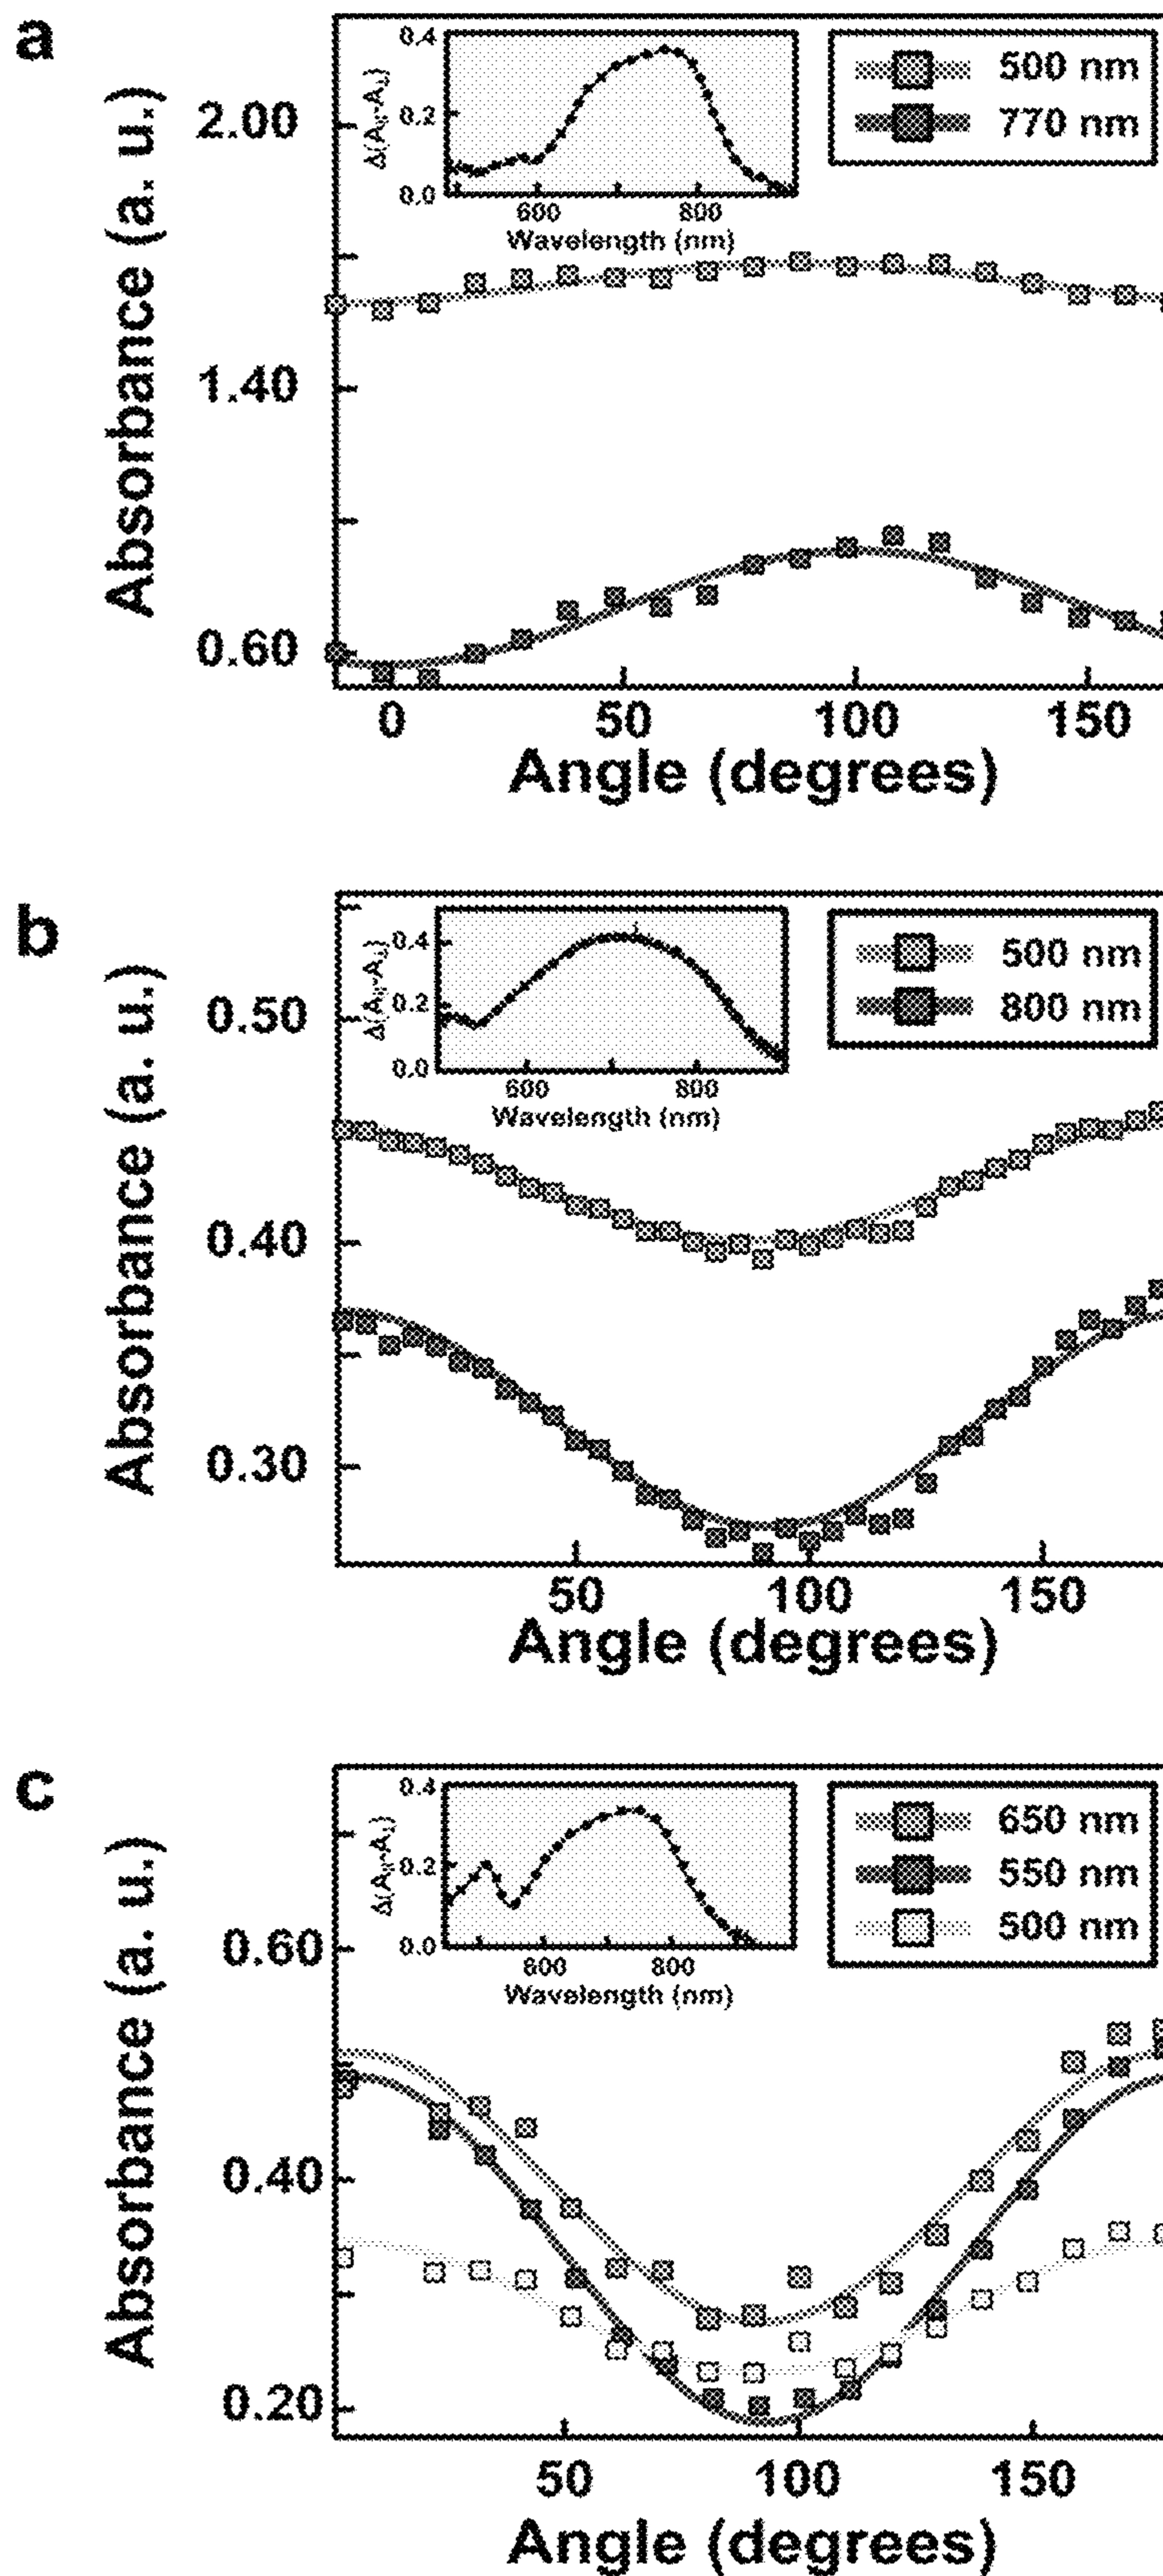 a
0.4
0.2
0.0
Δ(A||-A⊥)
600
800
Wavelength (nm)
500 nm
770 nm
2.00
1.40
0.60
Absorbance (a. u.)
0
50
100
150
Angle (degrees)
b
0.4
0.2
0.0
Δ(A||-A⊥)
600
800
Wavelength (nm)
500 nm
800 nm
0.50
0.40
0.30
Absorbance (a. u.)
50
100
150
Angle (degrees)
c
0.4
0.2
0.0
Δ(A||-A⊥)
600
800
Wavelength (nm)
650 nm
550 nm
500 nm
0.60
0.40
0.20
Absorbance (a. u.)
50
100
150
Angle (degrees)